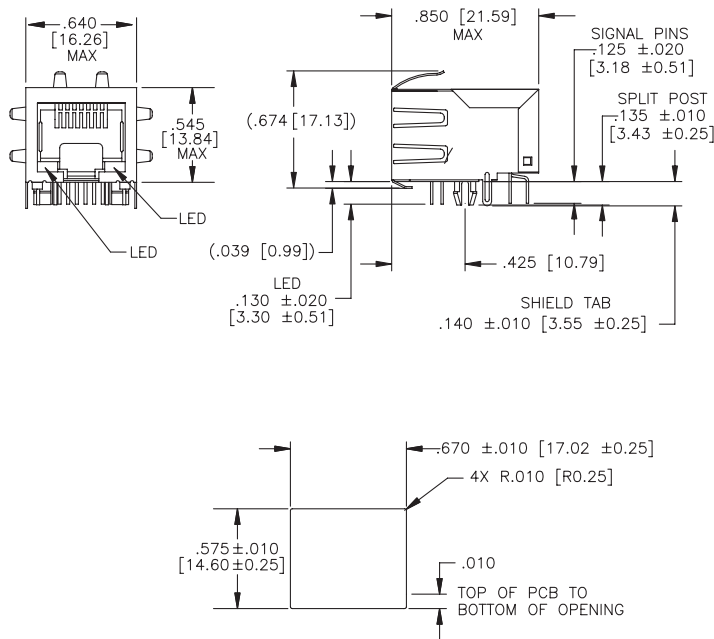 .640
[16.26]
MAX
.545
[13.84]
MAX
LED
LED
.850 [21.59]
MAX
(.674 [17.13])
SIGNAL PINS
.125 ±.020
[3.18 ±0.51]
SPLIT POST
.135 ±.010
[3.43 ±0.25]
(.039 [0.99])
LED
.130 ±.020
[3.30 ±0.51]
.425 [10.79]
SHIELD TAB
.140 ±.010 [3.55 ±0.25]
.670 ±.010 [17.02 ±0.25]
4X R.010 [R0.25]
.575±.010
[14.60±0.25]
.010
TOP OF PCB TO
BOTTOM OF OPENING